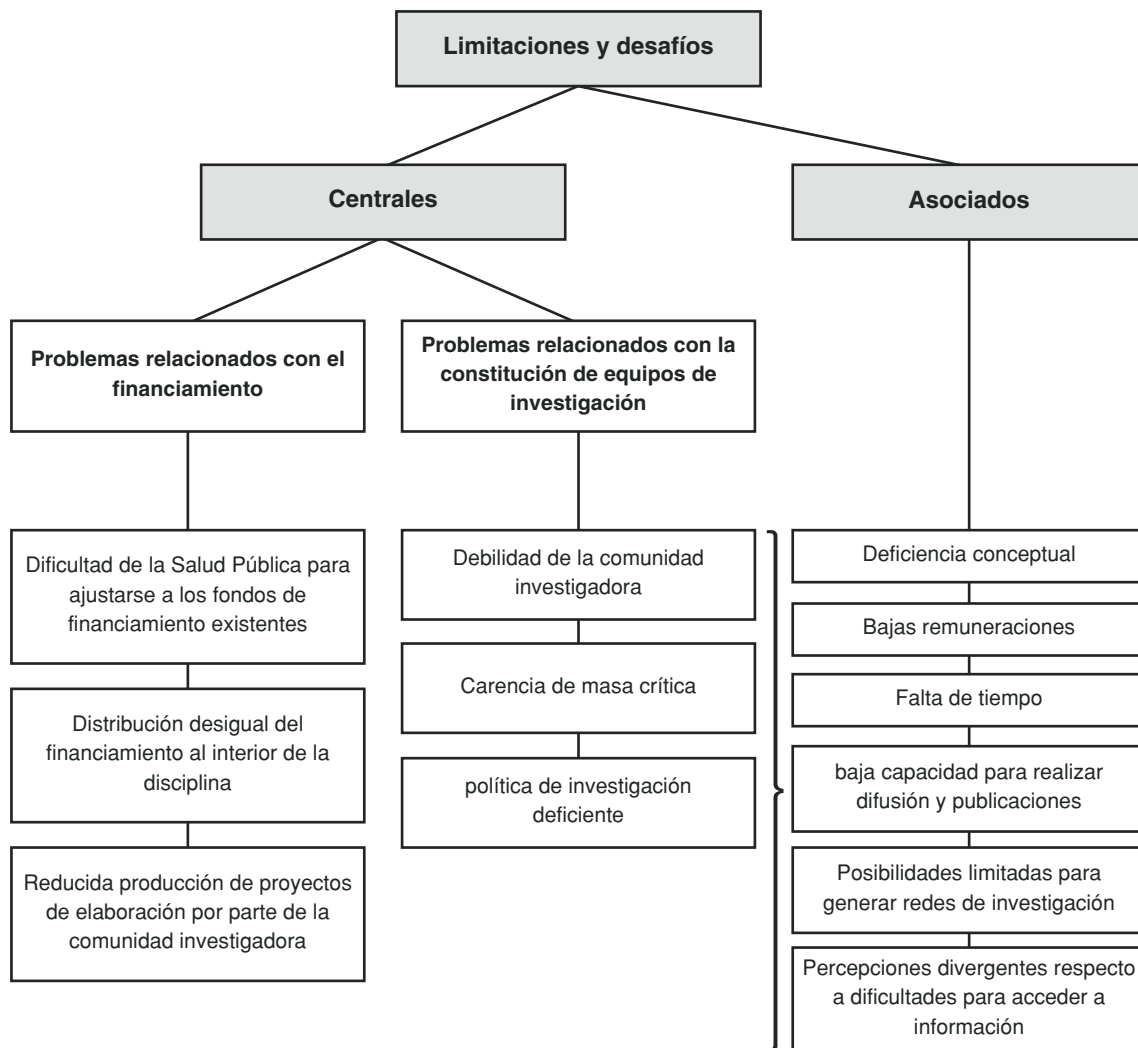 Limitaciones y desafíos
Centrales
Asociados
Problemas relacionados con el
financiamiento
Problemas relacionados con la
constitución de equipos de
investigación
Dificultad de la Salud Pública para
ajustarse a los fondos de
financiamiento existentes
Distribución desigual del
financiamiento al interior de la
disciplina
Reducida producción de proyectos
de elaboración por parte de la
comunidad investigadora
Debilidad de la comunidad
investigadora
Carencia de masa crítica
política de investigación
deficiente
Deficiencia conceptual
Bajas remuneraciones
Falta de tiempo
baja capacidad para realizar
difusión y publicaciones
Posibilidades limitadas para
generar redes de investigación
Percepciones divergentes respecto
a dificultades para acceder a
información